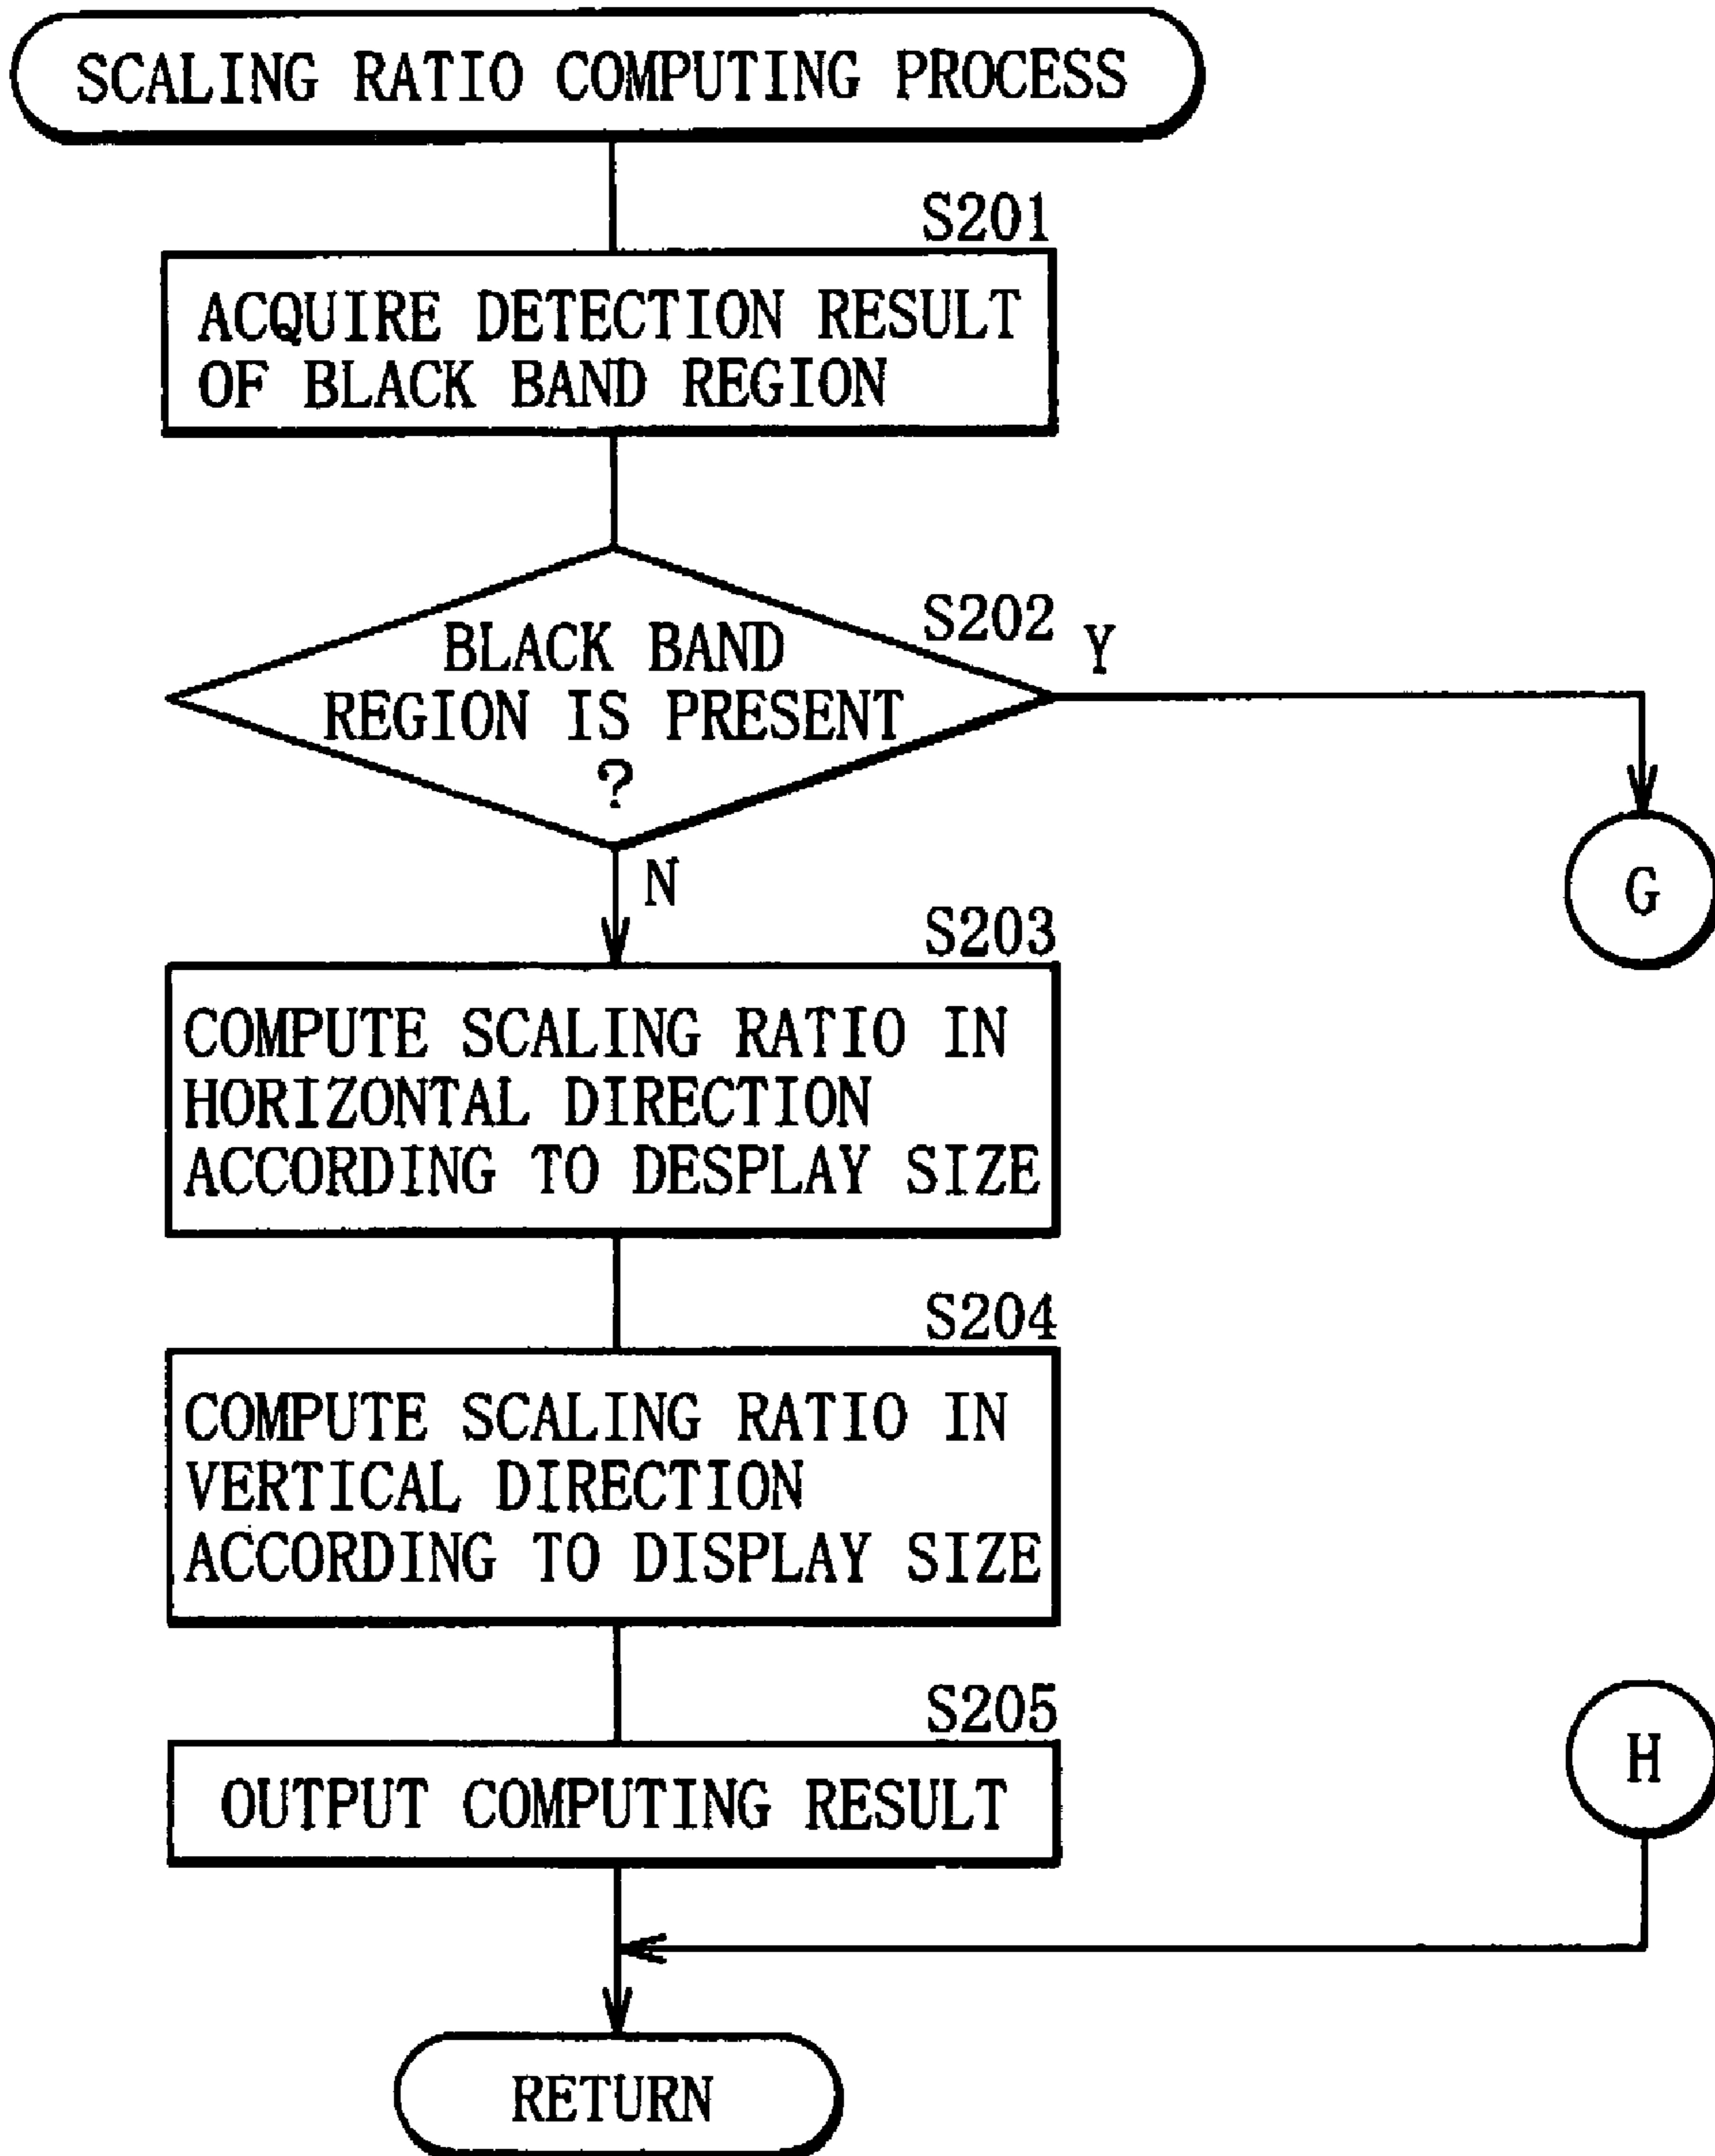 SCALING RATIO COMPUTING PROCESS
S201
ACQUIRE DETECTION RESULT
OF BLACK BAND REGION
S202
Y
BLACK BAND
REGION IS PRESENT
?
N
G
S203
COMPUTE SCALING RATIO IN
HORIZONTAL DIRECTION
ACCORDING TO DESPLAY SIZE
S204
COMPUTE SCALING RATIO IN
VERTICAL DIRECTION
ACCORDING TO DISPLAY SIZE
S205
OUTPUT COMPUTING RESULT
H
RETURN